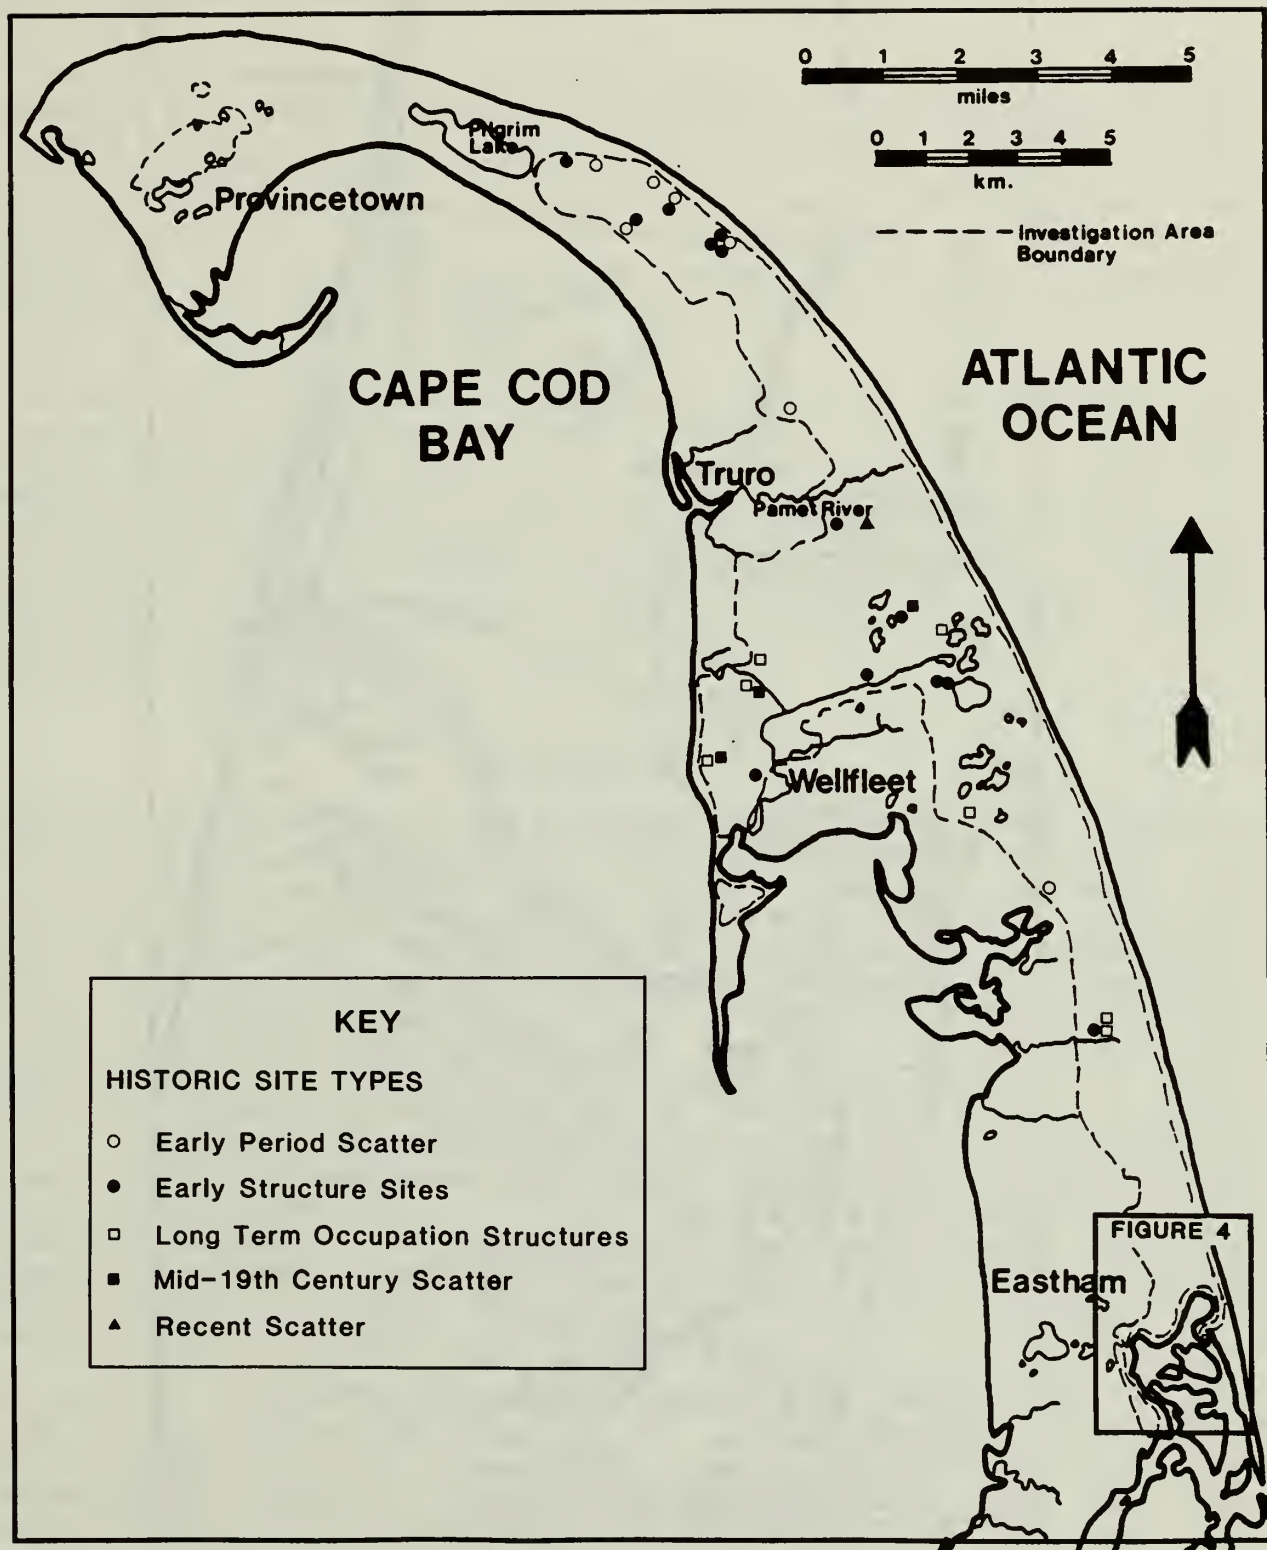 0 1 2 3 4 5
miles
0 1 2 3 4 5
km.
Investigation Area
Boundary
Pilgrim
Lake
Provincetown
CAPE COD
BAY
ATLANTIC
OCEAN
Truro
Pamet River
Wellfleet
KEY
HISTORIC SITE TYPES
Early Period Scatter
Early Structure Sites
Long Term Occupation Structures
Mid-19th Century Scatter
Recent Scatter
FIGURE 4
Eastham